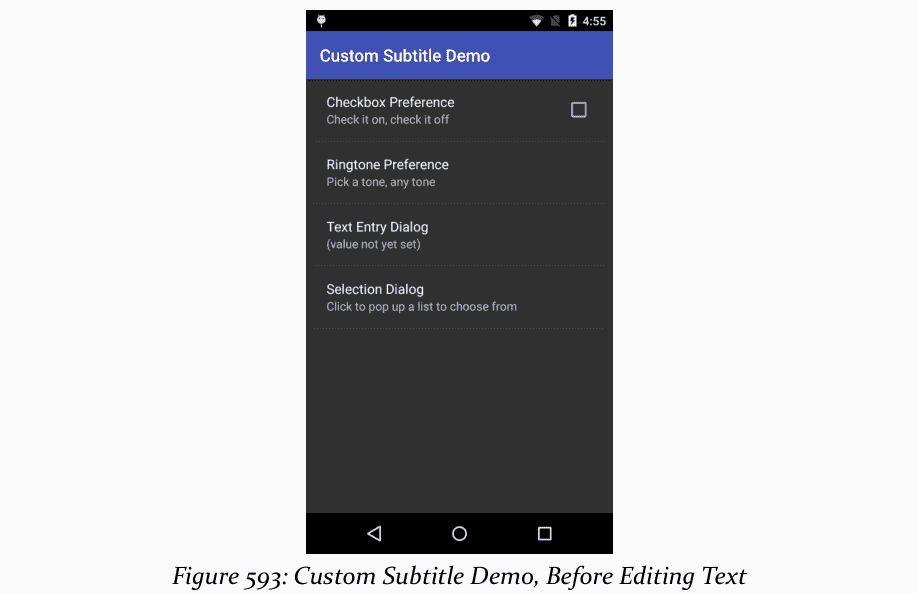 4:55
Custom Subtitle Demo
Checkbox Preference
Check it on, check it off
Ringtone Preference
Pick a tone, any tone
Text Entry Dialog
(value not yet set)
Selection Dialog
Click to pop up a list to choose from
Figure 593: Custom Subtitle Demo, Before Editing Text